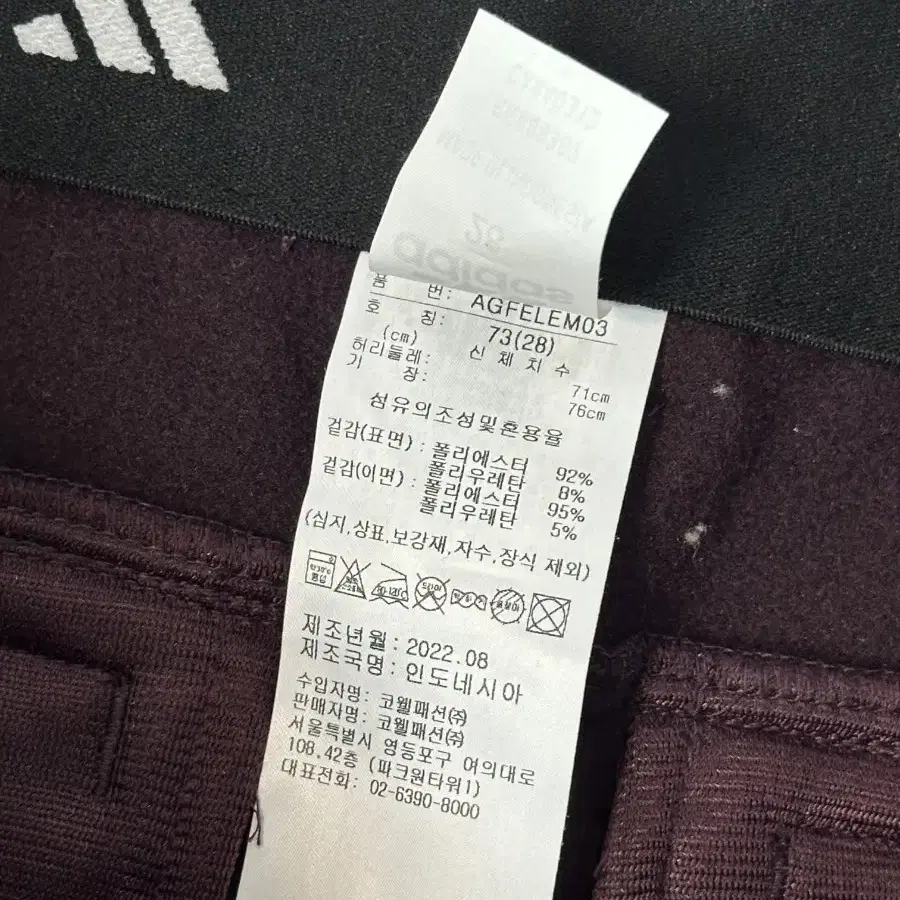 28
adidas
품 번: AGFELEM03
호 칭: 73(28)
(cm) 신 체 치 수
허리둘레: 71cm
기 장: 76cm
섬유의조성및혼용율
겉감(표면) : 폴리에스터 92%
폴리우레탄 8%
겉감(이면) : 폴리에스터 95%
폴리우레탄 5%
(심지,상표,보강재,자수,장식 제외)
80-120℃
드라이
제조년월 : 2022.08
제조국명 : 인도네시아
수입자명: 코웰패션(주)
판매자명: 코웰패션(주)
서울특별시 영등포구 여의대로
108.42층 (파크원타워1)
대표전화: 02-6390-8000